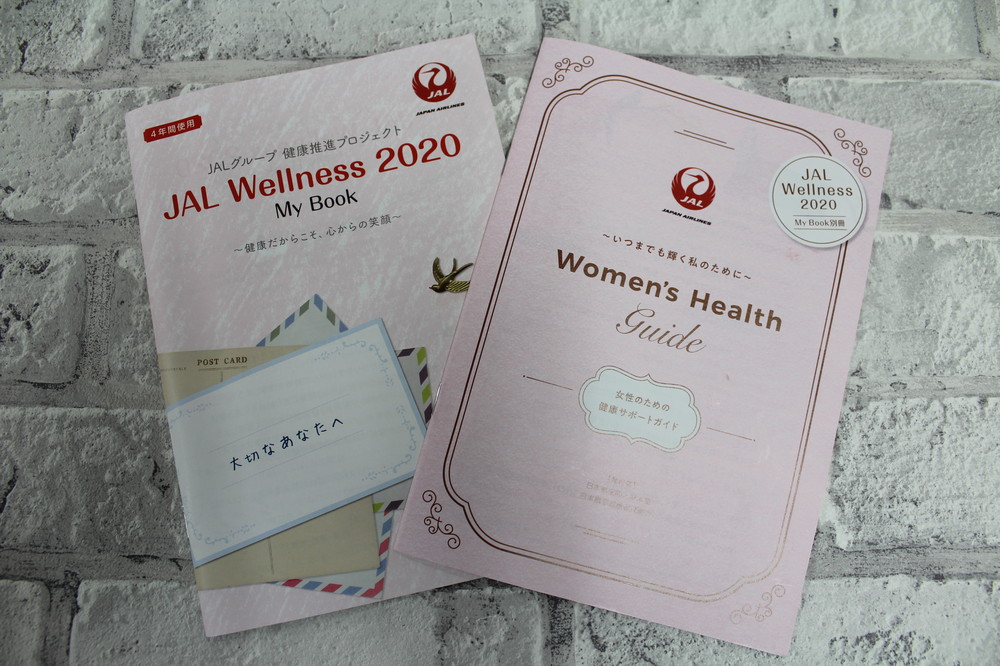 4年間使用
JAL
JAPAN AIRLINES
JALグループ 健康推進プロジェクト
JAL Wellness 2020
My Book
～健康だからこそ、心からの笑顔～
POST CARD
大切なあなたへ
JAL
JAPAN AIRLINES
JAL
Wellness
2020
My Book別冊
～いつまでも輝く私のために～
Women's Health
Guide
女性のための
健康サポートガイド